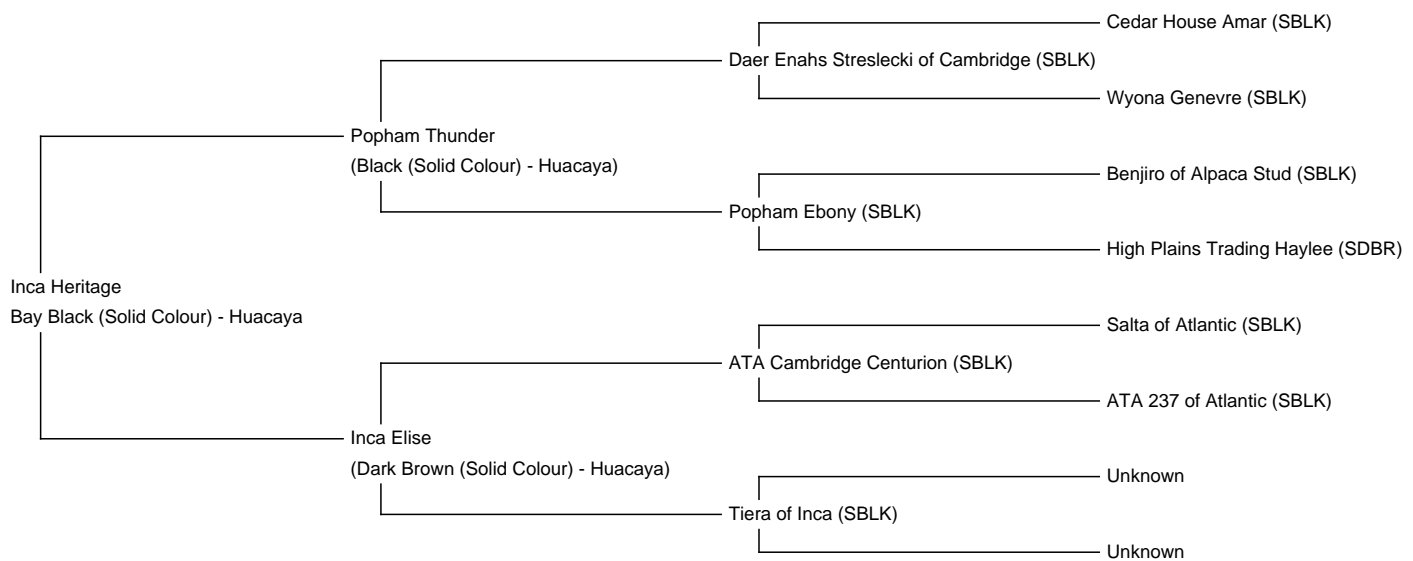 Cedar House Amar (SBLK)
Daer Enahs Streslecki of Cambridge (SBLK)
Wyona Genevre (SBLK)
Popham Thunder
(Black (Solid Colour) - Huacaya)
Benjiro of Alpaca Stud (SBLK)
Popham Ebony (SBLK)
High Plains Trading Haylee (SDBR)
Inca Heritage
Bay Black (Solid Colour) - Huacaya
Salta of Atlantic (SBLK)
ATA Cambridge Centurion (SBLK)
ATA 237 of Atlantic (SBLK)
Inca Elise
(Dark Brown (Solid Colour) - Huacaya)
Unknown
Tiera of Inca (SBLK)
Unknown